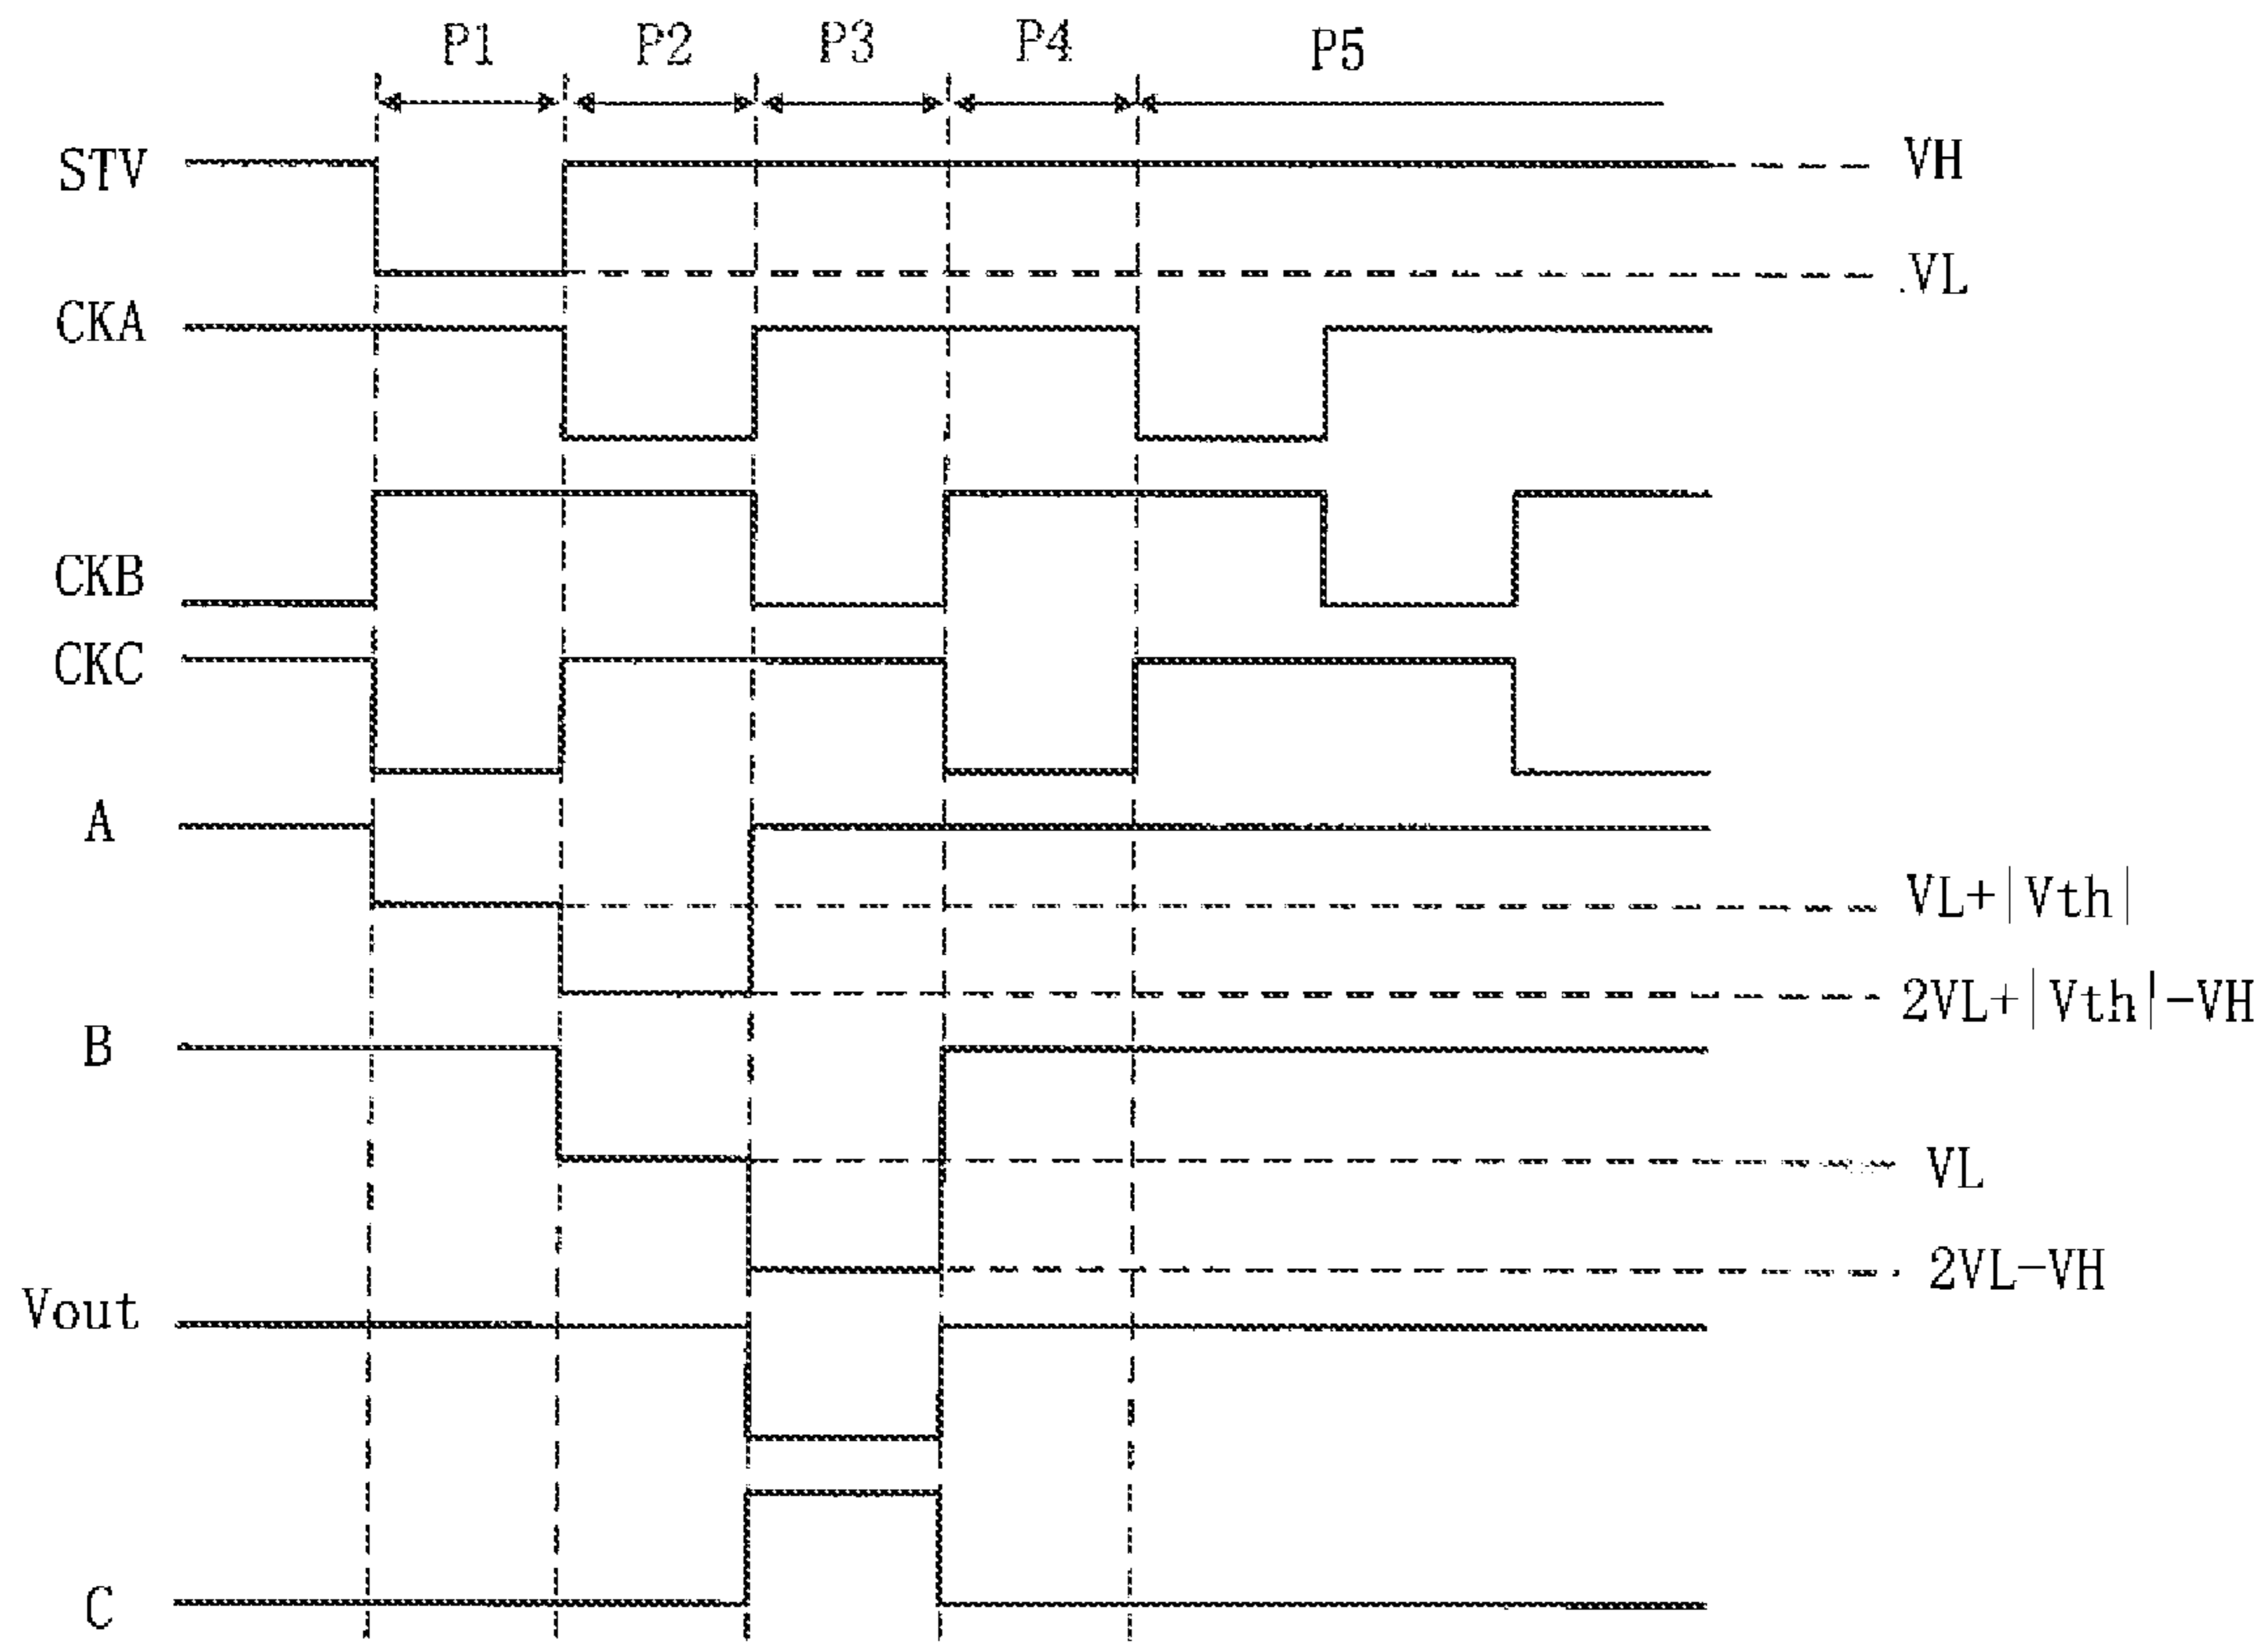 P1 P2 P3 P4 P5
STV VH
VL
CKA
CKB
CKC
A
VL+|Vth|
2VL+|Vth|-VH
B
VL
2VL-VH
Vout
C